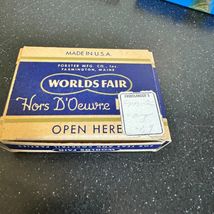 MADE IN U.S.A.
FORSTER MFG. CO., Inc
FARMINGTON, MAINE
WORLDS FAIR
Hors D'Oeuvre
OPEN HERE